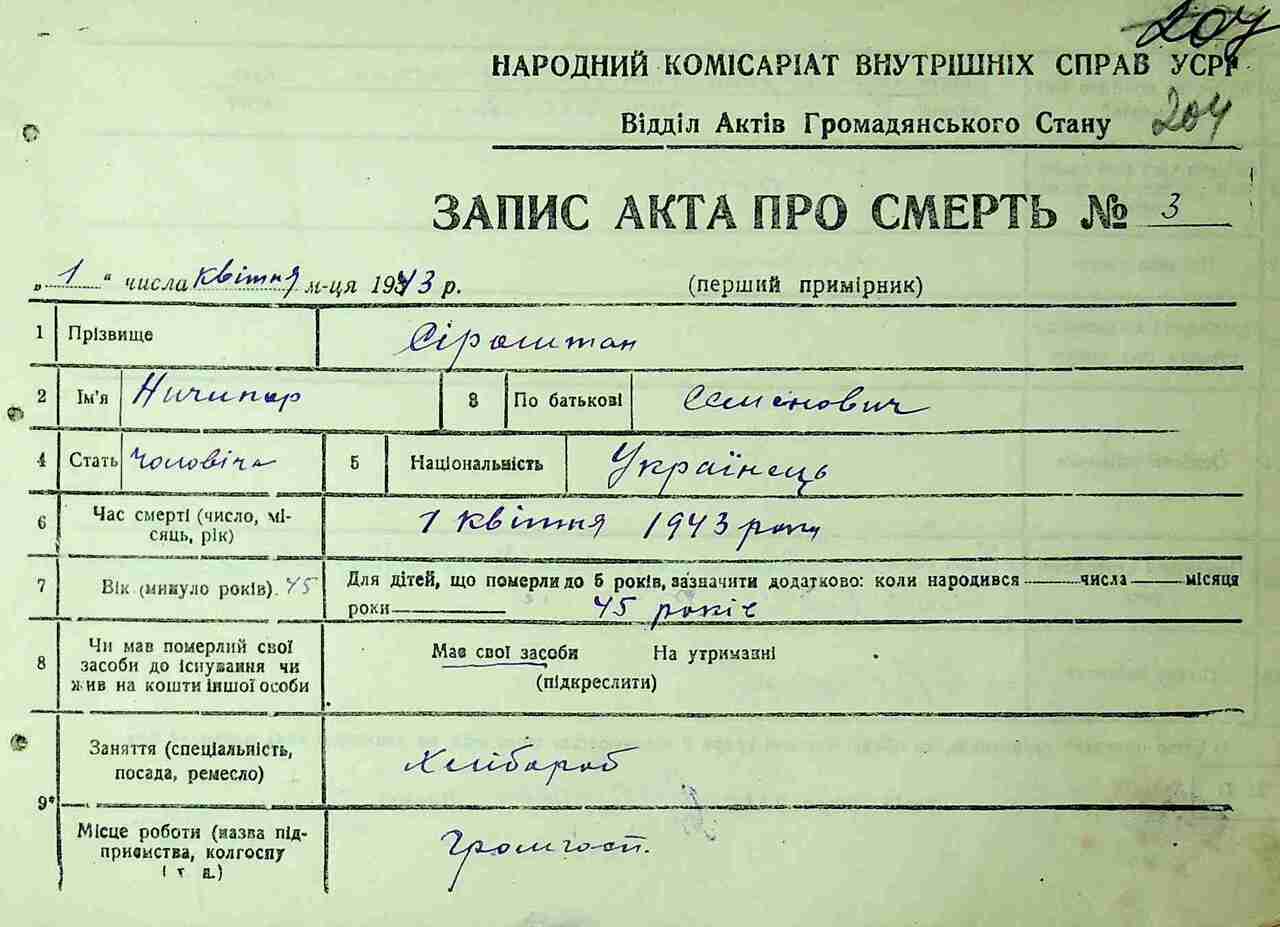 204
НАРОДНИЙ КОМІСАРІАТ ВНУТРІШНІХ СПРАВ УСРР
Відділ Актів Громадянського Стану 204
ЗАПИС АКТА ПРО СМЕРТЬ № 3
„1“ числа квітня м-ця 1943 р. (перший примірник)
1 Прізвище Сіроштан
2 Ім'я Ничипор 3 По батькові Семенович
4 Стать Чоловіча 5 Національність Українець
6 Час смерті (число, мі-
сяць, рік) 1 квітня 1943 року
7 Вік (минуло років). 45 Для дітей, що померли до 5 років, зазначити додатково: коли народився числа місяця
роки 45 років
8 Чи мав померлий свої
засоби до існування чи
жив на кошти іншої особи
Має свої засоби На утриманні
(підкреслити)
9* Заняття (спеціальність,
посада, ремесло) Хлібороб
Місце роботи (назва під-
приємства, колгоспу
і т. д.) Громгосп.